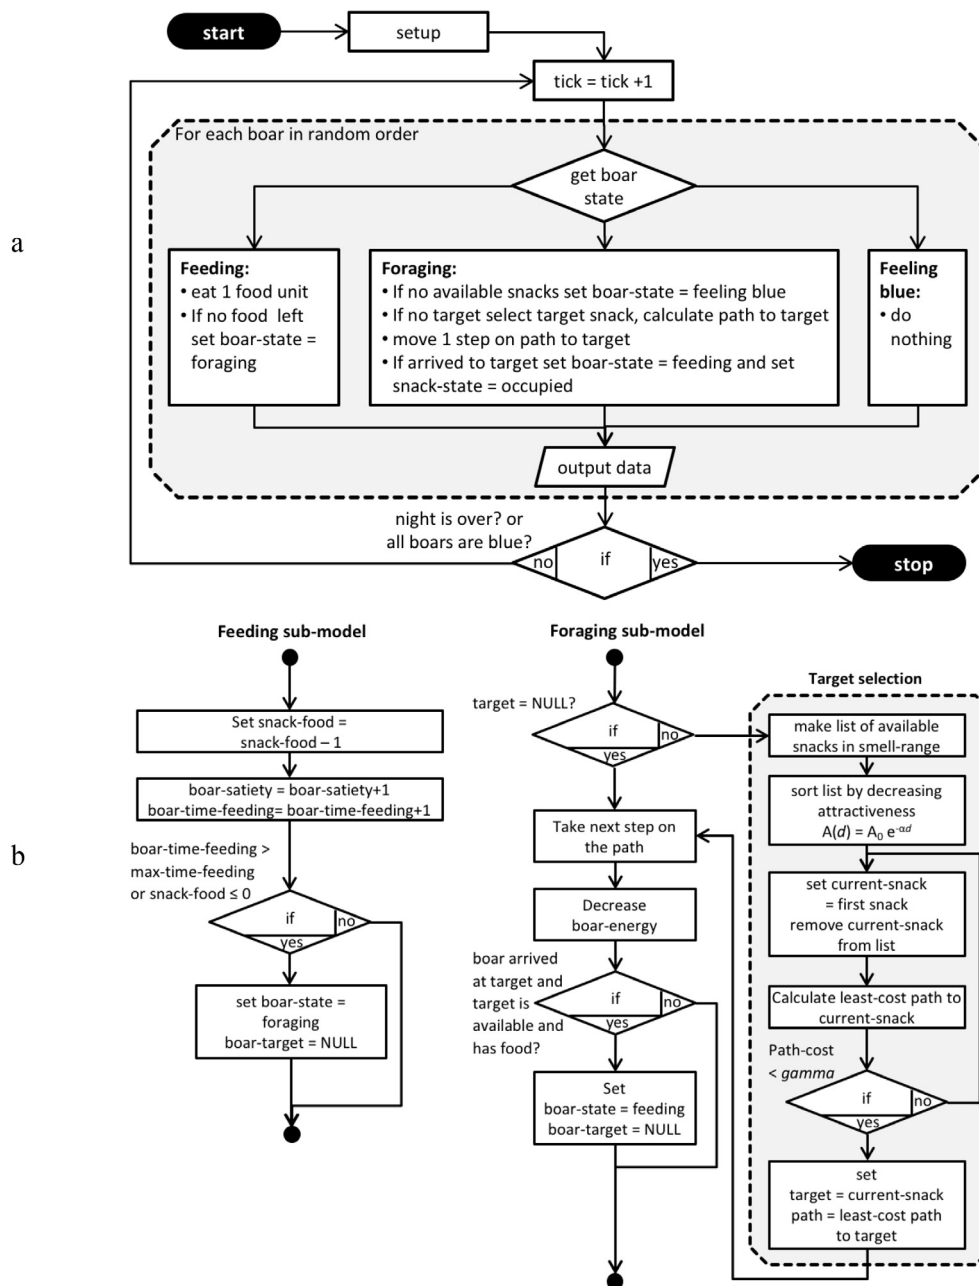 start
setup
tick = tick +1
For each boar in random order
get boar
state
a
Feeding:
• eat 1 food unit
• If no food left
set boar-state =
foraging
Foraging:
• If no available snacks set boar-state = feeling blue
• If no target select target snack, calculate path to target
• move 1 step on path to target
• If arrived to target set boar-state = feeding and set
snack-state = occupied
Feeling
blue:
• do
nothing
output data
night is over? or
all boars are blue?
no
if
yes
stop
b
Feeding sub-model
Set snack-food =
snack-food – 1
boar-satiety = boar-satiety+1
boar-time-feeding= boar-time-feeding+1
boar-time-feeding >
max-time-feeding
or snack-food ≤ 0
if
no
yes
set boar-state =
foraging
boar-target = NULL
Foraging sub-model
target = NULL?
if
no
yes
Take next step on
the path
Decrease
boar-energy
boar arrived
at target and
target is
available and
has food?
if
no
yes
Set
boar-state = feeding
boar-target = NULL
Target selection
make list of available
snacks in smell-range
sort list by decreasing
attractiveness
A(d) = A₀ e^-αd
set current-snack
= first snack
remove current-snack
from list
Calculate least-cost path to
current-snack
Path-cost
< gamma
if
no
yes
set
target = current-snack
path = least-cost path
to target